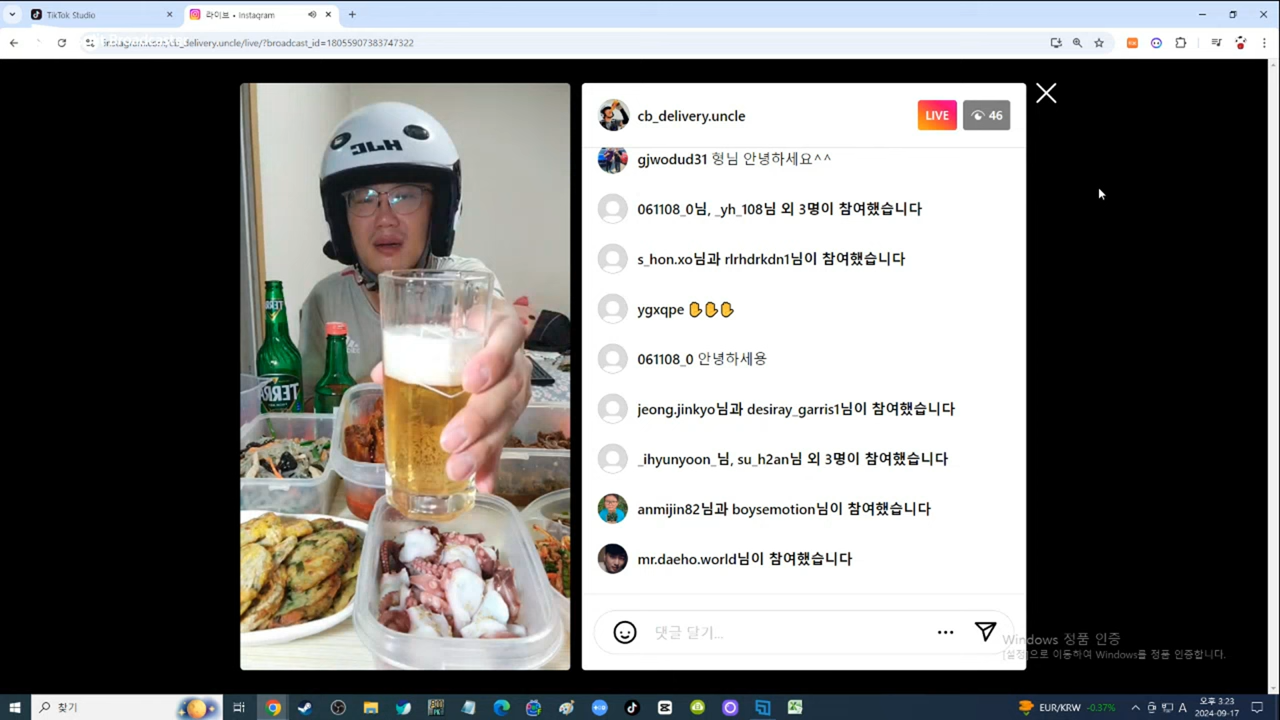 TikTok Studio
라이브 • Instagram
cb_delivery.uncle/live/?broadcast_id=18055907383747322
HLC
TERRA
cb_delivery.uncle
LIVE
46
gjwodud31 형님 안녕하세요^^
061108_0님, _yh_108님 외 3명이 참여했습니다
s_hon.xo님과 rlrhdrkdn1님이 참여했습니다
ygxqpe ✋✋✋
061108_0 안녕하세용
jeong.jinkyo님과 desiray_garris1님이 참여했습니다
_ihyunyoon_님, su_h2an님 외 3명이 참여했습니다
anmijin82님과 boysemotion님이 참여했습니다
mr.daeho.world님이 참여했습니다
댓글 달기...
Windows 정품 인증
[설정]으로 이동하여 Windows를 정품 인증합니다.
찾기
EUR/KRW -0.37%
A
오후 3:23
2024-09-17